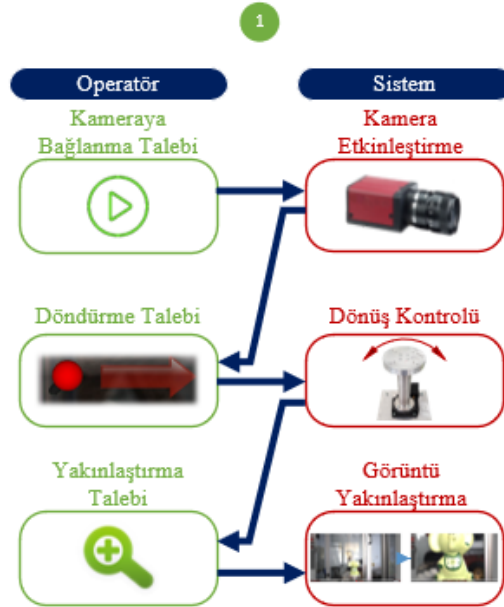 1
Operatör
Sistem
Kameraya
Bağlanma Talebi
Kamera
Etkinleştirme
Döndürme Talebi
Dönüş Kontrolü
Yakınlaştırma
Talebi
Görüntü
Yakınlaştırma